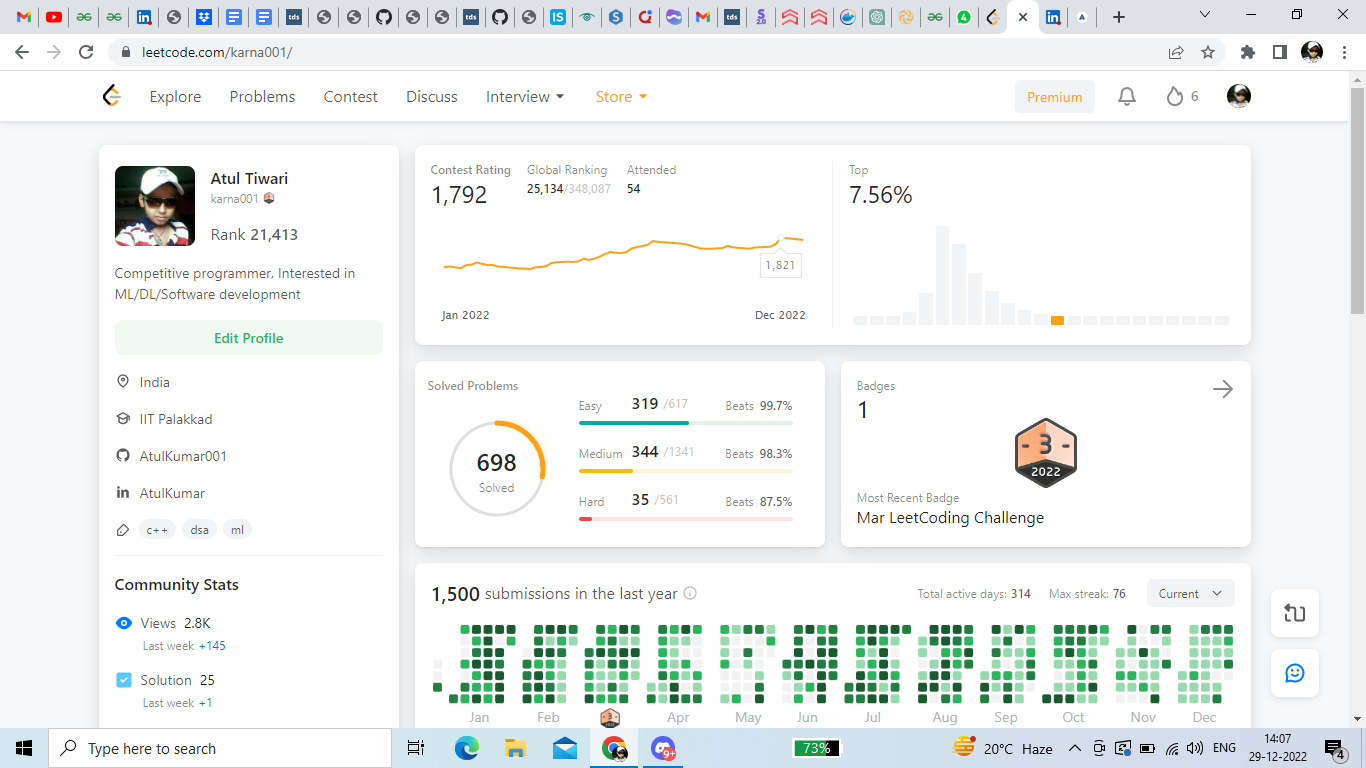 leetcode.com/karna001/
Explore Problems Contest Discuss Interview Store Premium 6
Atul Tiwari
karna001
Rank 21,413
Competitive programmer, Interested in
ML/DL/Software development
Edit Profile
India
IIT Palakkad
AtulKumar001
AtulKumar
c++ dsa ml
Community Stats
Views 2.8K
Last week +145
Solution 25
Last week +1
Contest Rating Global Ranking Attended
1,792 25,134/348,087 54
1,821
Jan 2022 Dec 2022
Top
7.56%
Solved Problems
698
Solved
Easy 319 /617 Beats 99.7%
Medium 344 /1341 Beats 98.3%
Hard 35 /561 Beats 87.5%
Badges
1
3
2022
Most Recent Badge
Mar LeetCoding Challenge
1,500 submissions in the last year Total active days: 314 Max streak: 76 Current
Jan Feb Apr May Jun Jul Aug Sep Oct Nov Dec
Type here to search 9+ 73% 20°C Haze ENG 14:07
29-12-2022 4